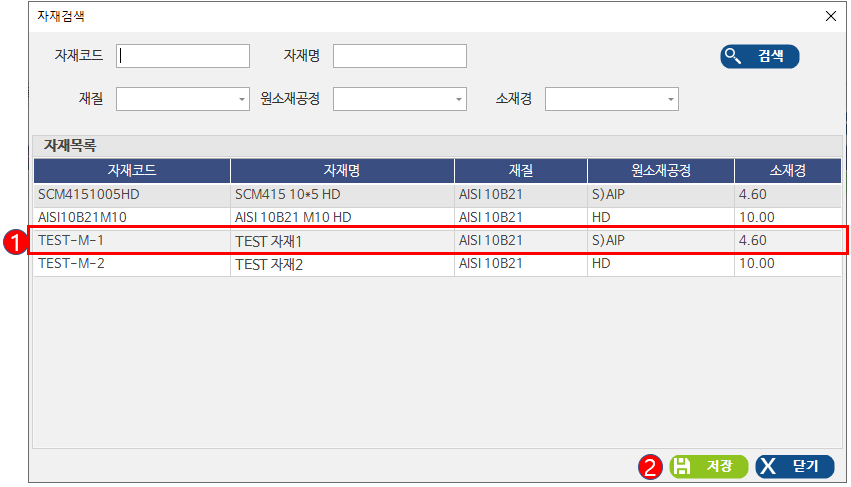 자재검색
자재코드 자재명 검색
재질 원소재공정 소재경
자재목록
자재코드 자재명 재질 원소재공정 소재경
SCM4151005HD SCM415 10*5 HD AISI 10B21 S)AIP 4.60
AISI10B21M10 AISI 10B21 M10 HD AISI 10B21 HD 10.00
1 TEST-M-1 TEST 자재1 AISI 10B21 S)AIP 4.60
TEST-M-2 TEST 자재2 AISI 10B21 HD 10.00
2 저장 닫기